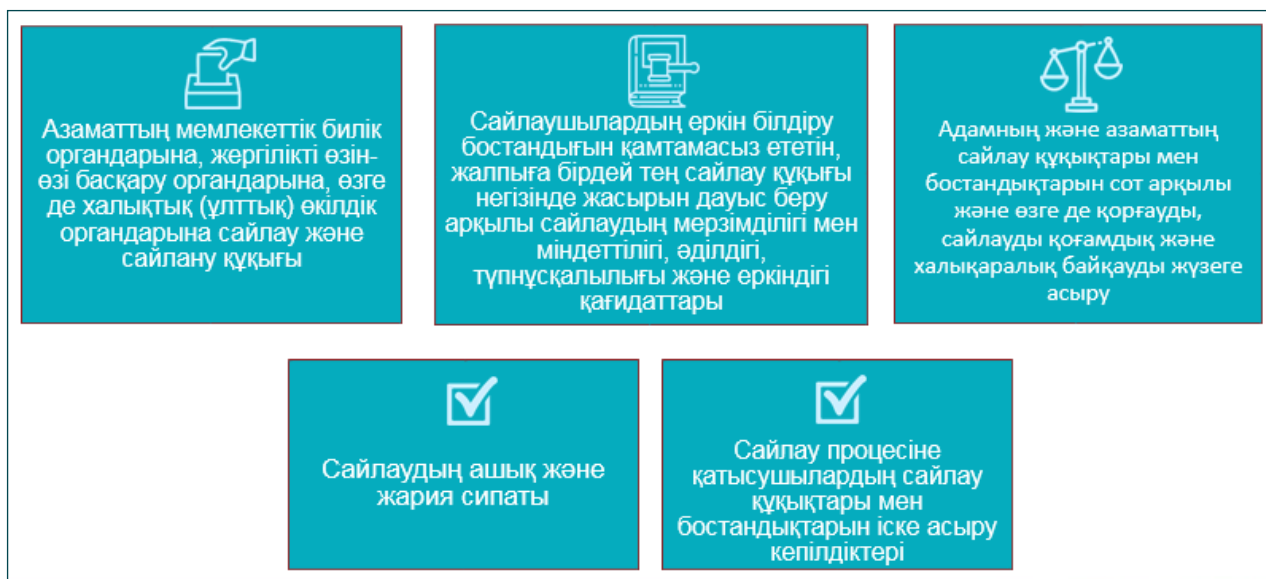 Азаматтың мемлекеттік билік
органдарына, жергілікті өзін-
өзі басқару органдарына, өзге
де халықтық (ұлттық) өкілдік
органдарына сайлау және
сайлану құқығы
Сайлаушылардың еркін білдіру
бостандығын қамтамасыз ететін,
жалпыға бірдей тең сайлау құқығы
негізінде жасырын дауыс беру
арқылы сайлаудың мерзімділігі мен
міндеттілігі, әділдігі,
түпнұсқалылығы және еркіндігі
қағидаттары
Адамның және азаматтың
сайлау құқықтары мен
бостандықтарын сот арқылы
және өзге де қорғауды,
сайлауды қоғамдық және
халықаралық байқауды жүзеге
асыру
Сайлаудың ашық және
жария сипаты
Сайлау процесіне
қатысушылардың сайлау
құқықтары мен
бостандықтарын іске асыру
кепілдіктері